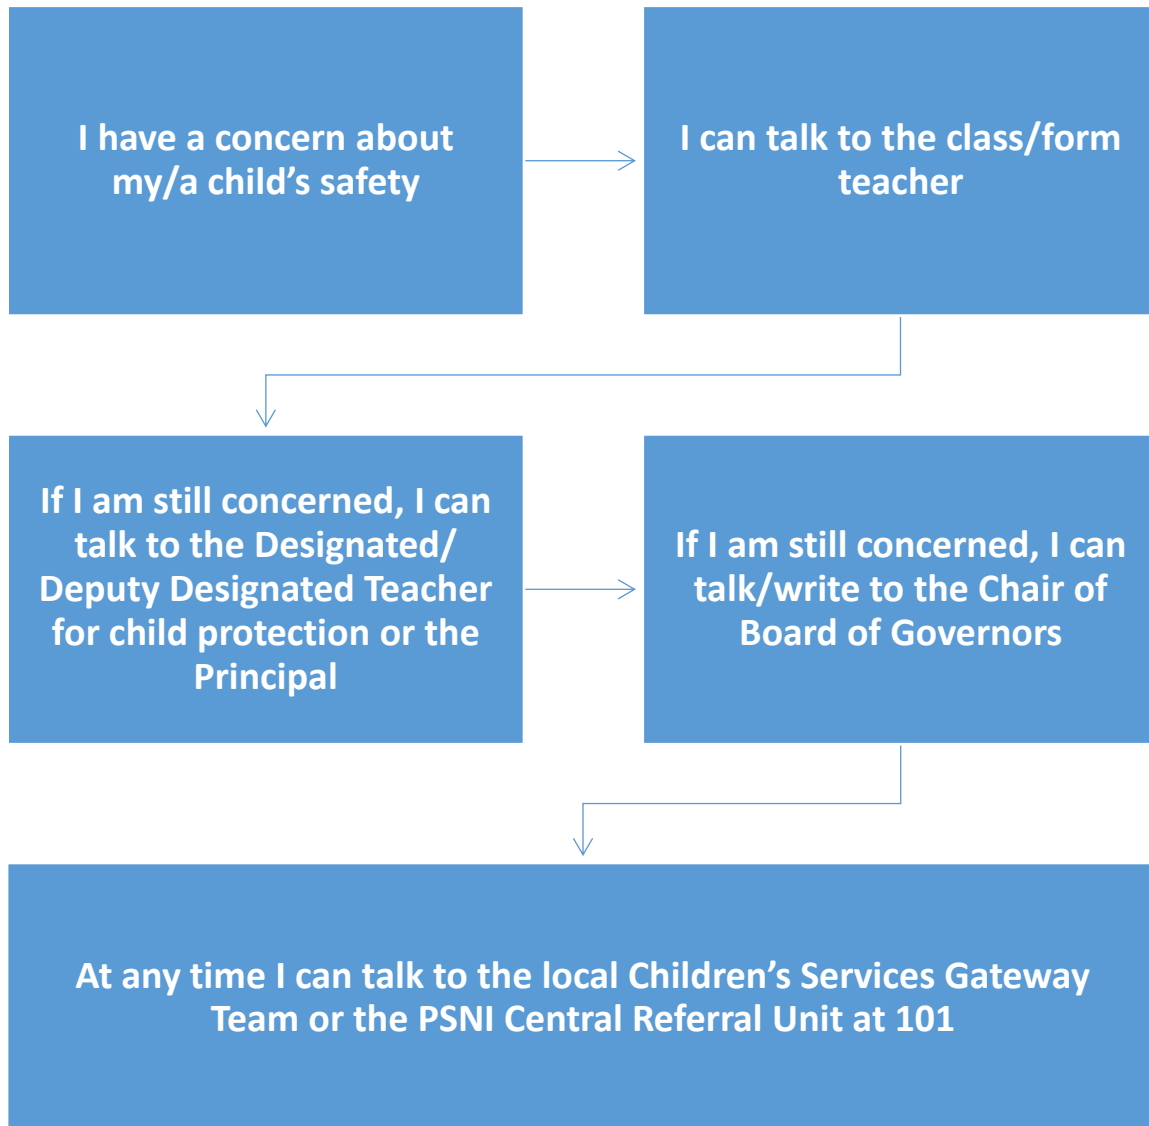 I have a concern about
my/a child’s safety
I can talk to the class/form
teacher
If I am still concerned, I can
talk to the Designated/
Deputy Designated Teacher
for child protection or the
Principal
If I am still concerned, I can
talk/write to the Chair of
Board of Governors
At any time I can talk to the local Children’s Services Gateway
Team or the PSNI Central Referral Unit at 101